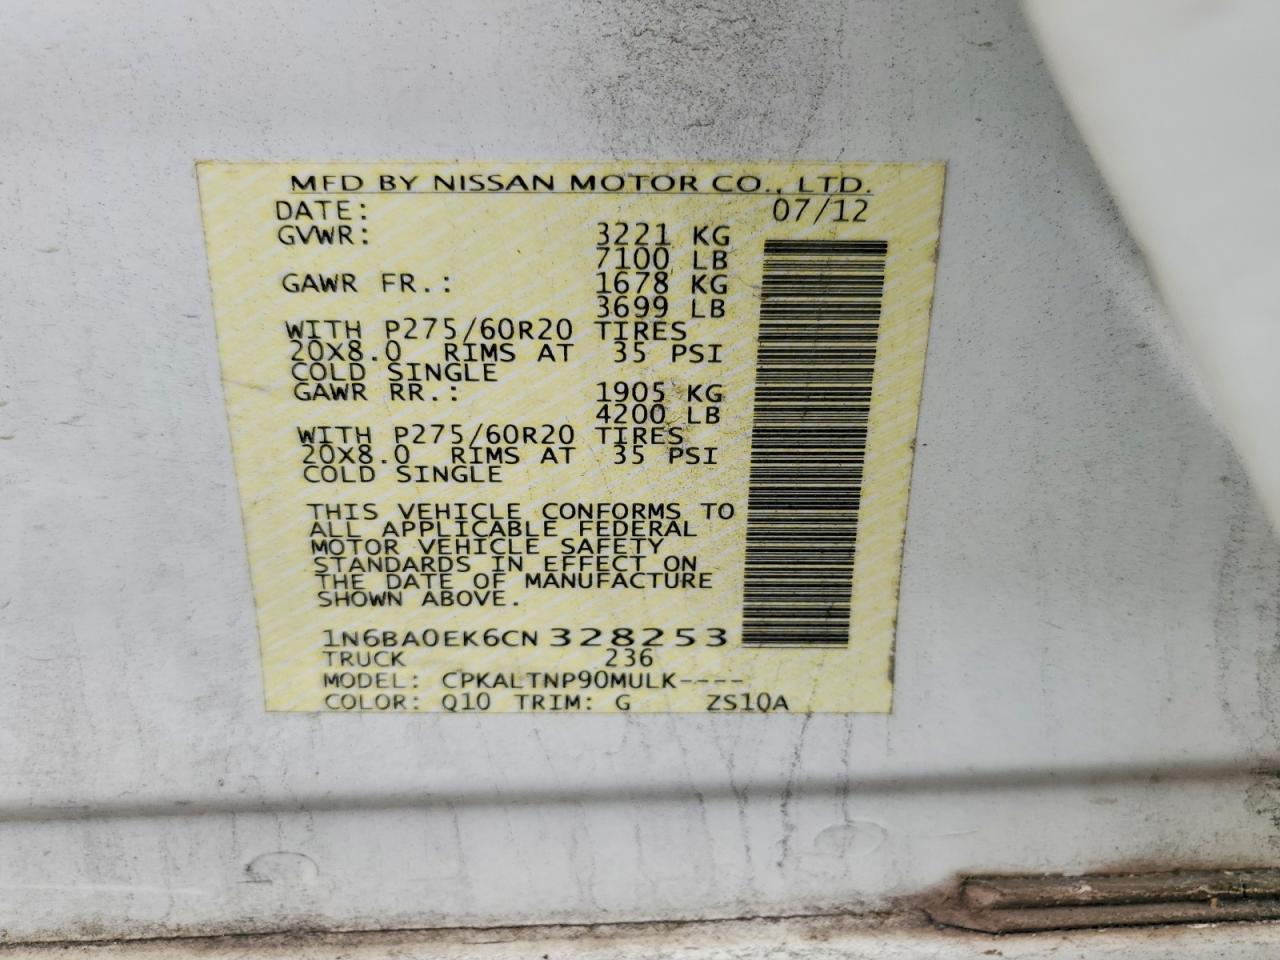 MFD BY NISSAN MOTOR CO., LTD.
DATE: 07/12
GVWR: 3221 KG
7100 LB
GAWR FR.: 1678 KG
3699 LB
WITH P275/60R20 TIRES
20X8.0 RIMS AT 35 PSI
COLD SINGLE
GAWR RR.: 1905 KG
4200 LB
WITH P275/60R20 TIRES
20X8.0 RIMS AT 35 PSI
COLD SINGLE
THIS VEHICLE CONFORMS TO
ALL APPLICABLE FEDERAL
MOTOR VEHICLE SAFETY
STANDARDS IN EFFECT ON
THE DATE OF MANUFACTURE
SHOWN ABOVE.
1N6BA0EK6CN 328253
TRUCK 236
MODEL: CPKALTNP90MULK----
COLOR: Q10 TRIM: G ZS10A